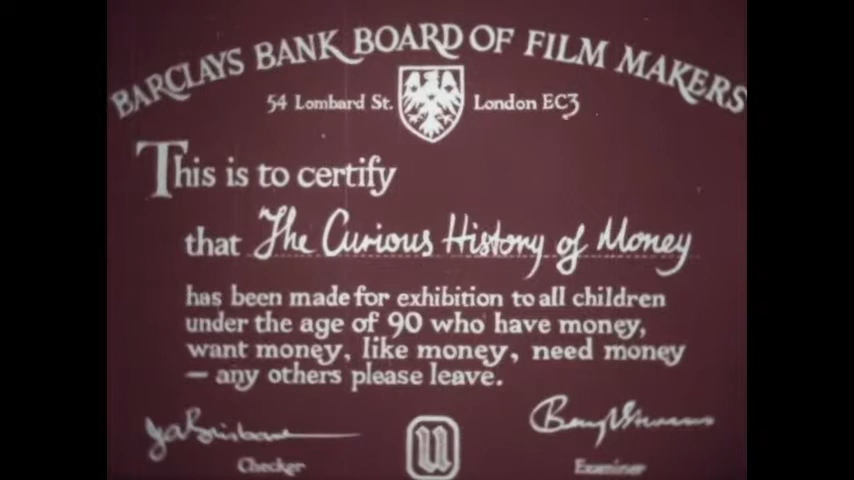 BARCLAYS BANK BOARD OF FILM MAKERS
54 Lombard St. London EC3
This is to certify
that The Curious History of Money
has been made for exhibition to all children
under the age of 90 who have money,
want money, like money, need money
— any others please leave.
U
Checker Examiner